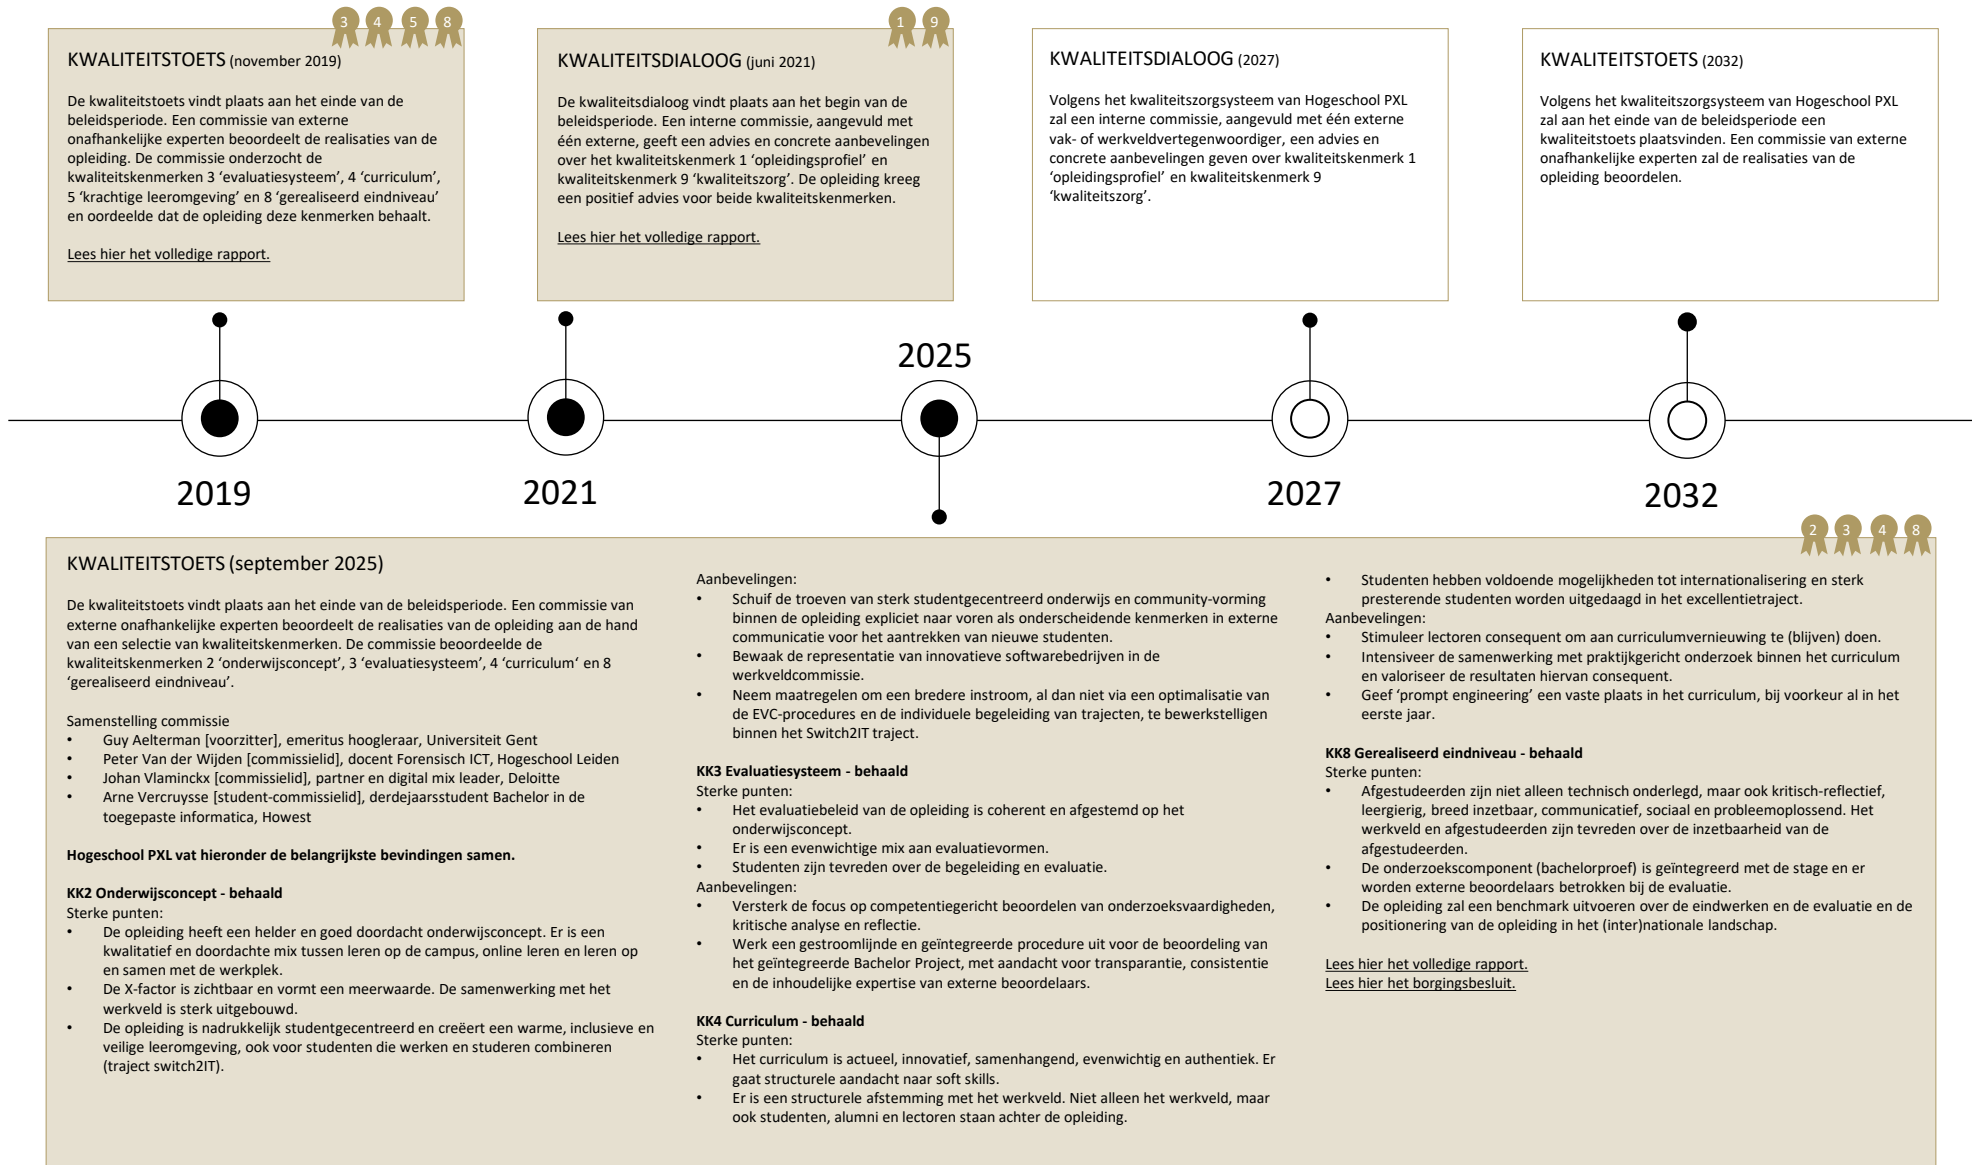 3 4 5 8
KWALITEITSTOETS (november 2019)
De kwaliteitstoets vindt plaats aan het einde van de
beleidsperiode. Een commissie van externe
onafhankelijke experten beoordeelt de realisaties van de
opleiding. De commissie onderzocht de
kwaliteitskenmerken 3 ‘evaluatiesysteem’, 4 ‘curriculum’,
5 ‘krachtige leeromgeving’ en 8 ‘gerealiseerd eindniveau’
en oordeelde dat de opleiding deze kenmerken behaalt.
Lees hier het volledige rapport.
1 9
KWALITEITSDIALOOG (juni 2021)
De kwaliteitsdialoog vindt plaats aan het begin van de
beleidsperiode. Een interne commissie, aangevuld met
één externe, geeft een advies en concrete aanbevelingen
over het kwaliteitskenmerk 1 ‘opleidingsprofiel’ en
kwaliteitskenmerk 9 ‘kwaliteitszorg’. De opleiding kreeg
een positief advies voor beide kwaliteitskenmerken.
Lees hier het volledige rapport.
KWALITEITSDIALOOG (2027)
Volgens het kwaliteitszorgsysteem van Hogeschool PXL
zal een interne commissie, aangevuld met één externe
vak- of werkveldvertegenwoordiger, een advies en
concrete aanbevelingen geven over kwaliteitskenmerk 1
‘opleidingsprofiel’ en kwaliteitskenmerk 9
‘kwaliteitszorg’.
KWALITEITSTOETS (2032)
Volgens het kwaliteitszorgsysteem van Hogeschool PXL
zal aan het einde van de beleidsperiode een
kwaliteitstoets plaatsvinden. Een commissie van externe
onafhankelijke experten zal de realisaties van de
opleiding beoordelen.
2019
2021
2025
2027
2032
2 3 4 8
KWALITEITSTOETS (september 2025)
De kwaliteitstoets vindt plaats aan het einde van de beleidsperiode. Een commissie van
externe onafhankelijke experten beoordeelt de realisaties van de opleiding aan de hand
van een selectie van kwaliteitskenmerken. De commissie beoordeelde de
kwaliteitskenmerken 2 ‘onderwijsconcept’, 3 ‘evaluatiesysteem’, 4 ‘curriculum‘ en 8
‘gerealiseerd eindniveau’.
Samenstelling commissie
• Guy Aelterman [voorzitter], emeritus hoogleraar, Universiteit Gent
• Peter Van der Wijden [commissielid], docent Forensisch ICT, Hogeschool Leiden
• Johan Vlaminckx [commissielid], partner en digital mix leader, Deloitte
• Arne Vercruysse [student-commissielid], derdejaarsstudent Bachelor in de
toegepaste informatica, Howest
Hogeschool PXL vat hieronder de belangrijkste bevindingen samen.
KK2 Onderwijsconcept - behaald
Sterke punten:
• De opleiding heeft een helder en goed doordacht onderwijsconcept. Er is een
kwalitatief en doordachte mix tussen leren op de campus, online leren en leren op
en samen met de werkplek.
• De X-factor is zichtbaar en vormt een meerwaarde. De samenwerking met het
werkveld is sterk uitgebouwd.
• De opleiding is nadrukkelijk studentgecentreerd en creëert een warme, inclusieve en
veilige leeromgeving, ook voor studenten die werken en studeren combineren
(traject switch2IT).
Aanbevelingen:
• Schuif de troeven van sterk studentgecentreerd onderwijs en community-vorming
binnen de opleiding expliciet naar voren als onderscheidende kenmerken in externe
communicatie voor het aantrekken van nieuwe studenten.
• Bewaak de representatie van innovatieve softwarebedrijven in de
werkveldcommissie.
• Neem maatregelen om een bredere instroom, al dan niet via een optimalisatie van
de EVC-procedures en de individuele begeleiding van trajecten, te bewerkstelligen
binnen het Switch2IT traject.
KK3 Evaluatiesysteem - behaald
Sterke punten:
• Het evaluatiebeleid van de opleiding is coherent en afgestemd op het
onderwijsconcept.
• Er is een evenwichtige mix aan evaluatievormen.
• Studenten zijn tevreden over de begeleiding en evaluatie.
Aanbevelingen:
• Versterk de focus op competentiegericht beoordelen van onderzoeksvaardigheden,
kritische analyse en reflectie.
• Werk een gestroomlijnde en geïntegreerde procedure uit voor de beoordeling van
het geïntegreerde Bachelor Project, met aandacht voor transparantie, consistentie
en de inhoudelijke expertise van externe beoordelaars.
KK4 Curriculum - behaald
Sterke punten:
• Het curriculum is actueel, innovatief, samenhangend, evenwichtig en authentiek. Er
gaat structurele aandacht naar soft skills.
• Er is een structurele afstemming met het werkveld. Niet alleen het werkveld, maar
ook studenten, alumni en lectoren staan achter de opleiding.
• Studenten hebben voldoende mogelijkheden tot internationalisering en sterk
presterende studenten worden uitgedaagd in het excellentietraject.
Aanbevelingen:
• Stimuleer lectoren consequent om aan curriculumvernieuwing te (blijven) doen.
• Intensiveer de samenwerking met praktijkgericht onderzoek binnen het curriculum
en valoriseer de resultaten hiervan consequent.
• Geef ‘prompt engineering’ een vaste plaats in het curriculum, bij voorkeur al in het
eerste jaar.
KK8 Gerealiseerd eindniveau - behaald
Sterke punten:
• Afgestudeerden zijn niet alleen technisch onderlegd, maar ook kritisch-reflectief,
leergierig, breed inzetbaar, communicatief, sociaal en probleemoplossend. Het
werkveld en afgestudeerden zijn tevreden over de inzetbaarheid van de
afgestudeerden.
• De onderzoekscomponent (bachelorproef) is geïntegreerd met de stage en er
worden externe beoordelaars betrokken bij de evaluatie.
• De opleiding zal een benchmark uitvoeren over de eindwerken en de evaluatie en de
positionering van de opleiding in het (inter)nationale landschap.
Lees hier het volledige rapport.
Lees hier het borgingsbesluit.